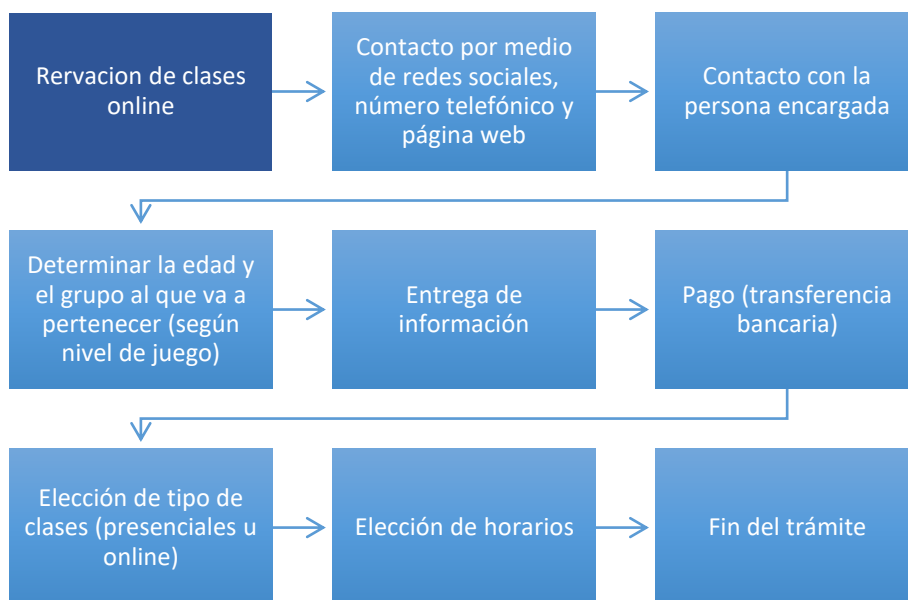 Rervacion de clases
online
Contacto por medio
de redes sociales,
número telefónico y
página web
Contacto con la
persona encargada
Determinar la edad y
el grupo al que va a
pertenecer (según
nivel de juego)
Entrega de
información
Pago (transferencia
bancaria)
Elección de tipo de
clases (presenciales u
online)
Elección de horarios
Fin del trámite